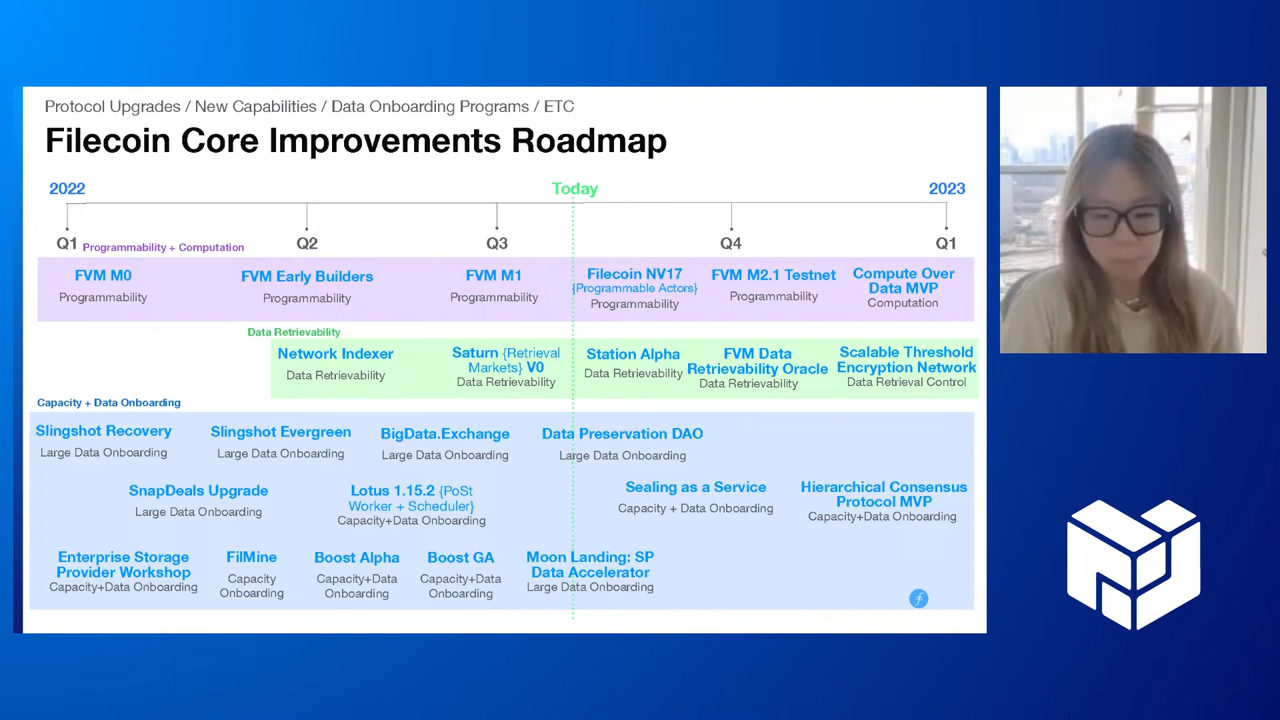 Protocol Upgrades / New Capabilities / Data Onboarding Programs / ETC
Filecoin Core Improvements Roadmap
2022
Today
2023
Q1
Programmability + Computation
Q2
Q3
Q4
Q1
FVM M0
Programmability
FVM Early Builders
Programmability
FVM M1
Programmability
Filecoin NV17
{Programmable Actors}
Programmability
FVM M2.1 Testnet
Programmability
Compute Over
Data MVP
Computation
Data Retrievability
Network Indexer
Data Retrievability
Saturn {Retrieval
Markets} V0
Data Retrievability
Station Alpha
Data Retrievability
FVM Data
Retrievability Oracle
Data Retrievability
Scalable Threshold
Encryption Network
Data Retrieval Control
Capacity + Data Onboarding
Slingshot Recovery
Large Data Onboarding
Slingshot Evergreen
Large Data Onboarding
BigData.Exchange
Large Data Onboarding
Data Preservation DAO
Large Data Onboarding
SnapDeals Upgrade
Large Data Onboarding
Lotus 1.15.2 {PoSt
Worker + Scheduler}
Capacity+Data Onboarding
Sealing as a Service
Capacity + Data Onboarding
Hierarchical Consensus
Protocol MVP
Capacity+Data Onboarding
Enterprise Storage
Provider Workshop
Capacity+Data Onboarding
FilMine
Capacity
Onboarding
Boost Alpha
Capacity+Data
Onboarding
Boost GA
Capacity+Data
Onboarding
Moon Landing: SP
Data Accelerator
Large Data Onboarding